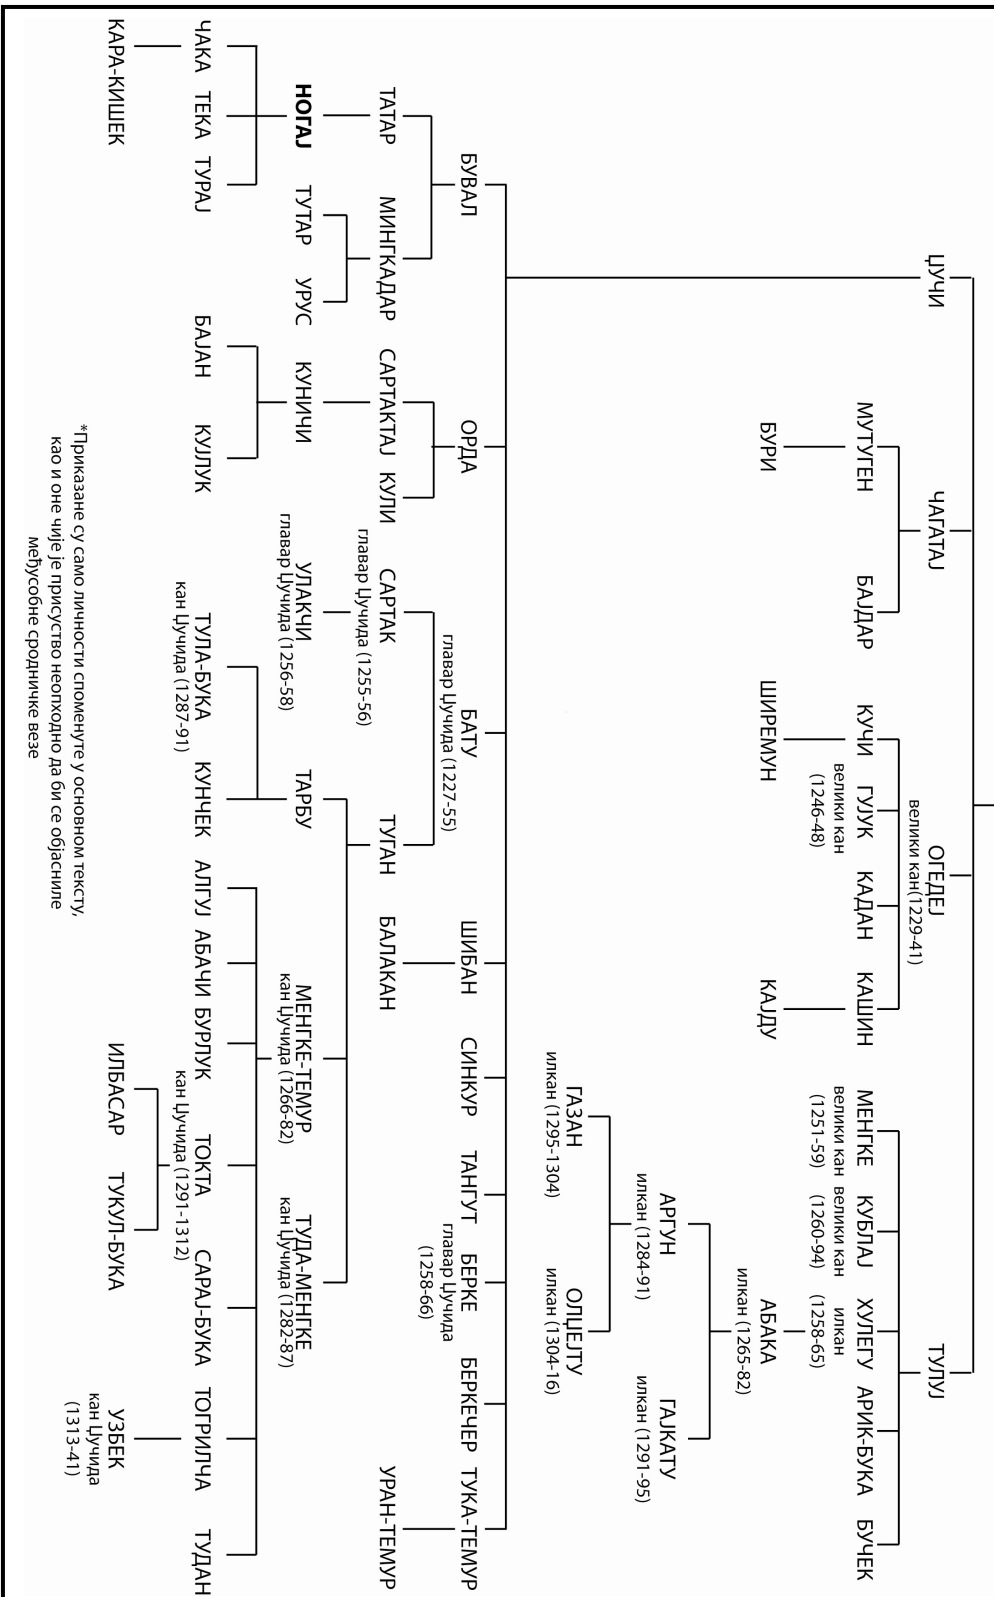 ЏУЧИ
ЧАГАТАЈ
ОГЕДЕЈ
велики кан(1229-41)
ТУЛУЈ
МУТУГЕН
БАЈДАР
КУЧИ
ГУЈУК
велики кан
(1246-48)
КАДАН
КАШИН
МЕНГКЕ
велики кан
(1251-59)
КУБЛАЈ
велики кан
(1260-94)
ХУЛЕГУ
илкан
(1258-65)
АРИК-БУКА
БУЧЕК
БУРИ
ШИРЕМУН
КАЈДУ
АБАКА
илкан (1265-82)
АРГУН
илкан (1284-91)
ГАЈКАТУ
илкан (1291-95)
ГАЗАН
илкан (1295-1304)
ОЛЏЕЈТУ
илкан (1304-16)
БУВАЛ
ОРДА
БАТУ
главар Џучида (1227-55)
ШИБАН
СИНКУР
ТАНГУТ
БЕРКЕ
главар Џучида
(1258-66)
БЕРКЕЧЕР
ТУКА-ТЕМУР
ТАТАР
МИНГКАДАР
САРТАКТАЈ
КУЛИ
САРТАК
главар Џучида (1255-56)
ТУГАН
БАЛАКАН
УРАН-ТЕМУР
НОГАЈ
ТУТАР
УРУС
КУНИЧИ
УЛАКЧИ
главар Џучида (1256-58)
ТАРБУ
МЕНГКЕ-ТЕМУР
кан Џучида (1266-82)
ТУДА-МЕНГКЕ
кан Џучида (1282-87)
ЧАКА
ТЕКА
ТУРАЈ
БАЈАН
КУЈЛУК
ТУЛА-БУКА
кан Џучида (1287-91)
КУНЧЕК
АЛГУЈ
АБАЧИ
БУРЛУК
ТОКТА
кан Џучида (1291-1312)
САРАЈ-БУКА
ТОГРИЛЧА
ТУДАН
КАРА-КИШЕК
ИЛБАСАР
ТУКУЛ-БУКА
УЗБЕК
кан Џучида
(1313-41)
*Приказане су само личности споменуте у основном тексту,
као и оне чије је присуство неопходно да би се објасниле
међусобне сродничке везе